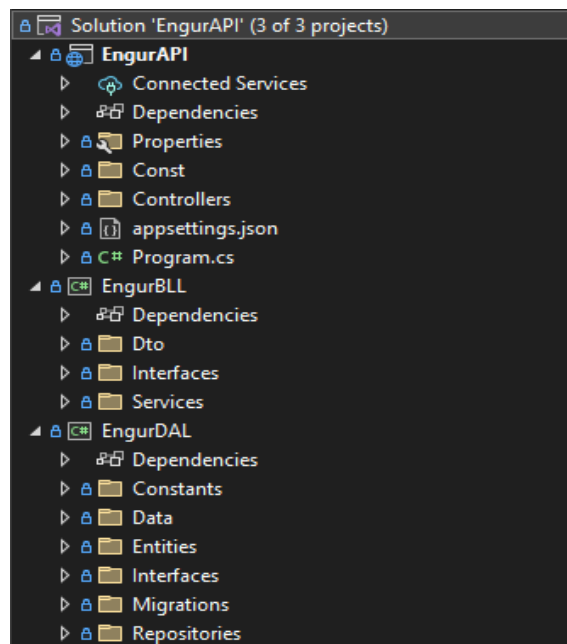 Solution 'EngurAPI' (3 of 3 projects)
EngurAPI
Connected Services
Dependencies
Properties
Const
Controllers
appsettings.json
C# Program.cs
C# EngurBLL
Dependencies
Dto
Interfaces
Services
C# EngurDAL
Dependencies
Constants
Data
Entities
Interfaces
Migrations
Repositories